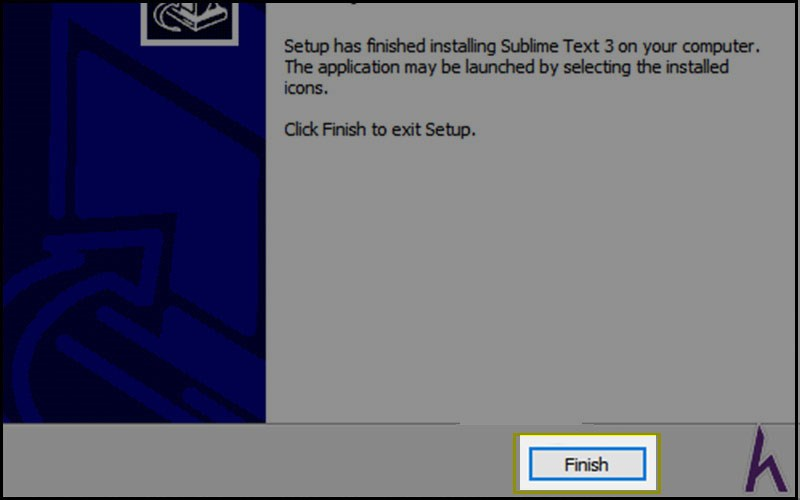 Setup has finished installing Sublime Text 3 on your computer.
The application may be launched by selecting the installed
icons.
Click Finish to exit Setup.
Finish